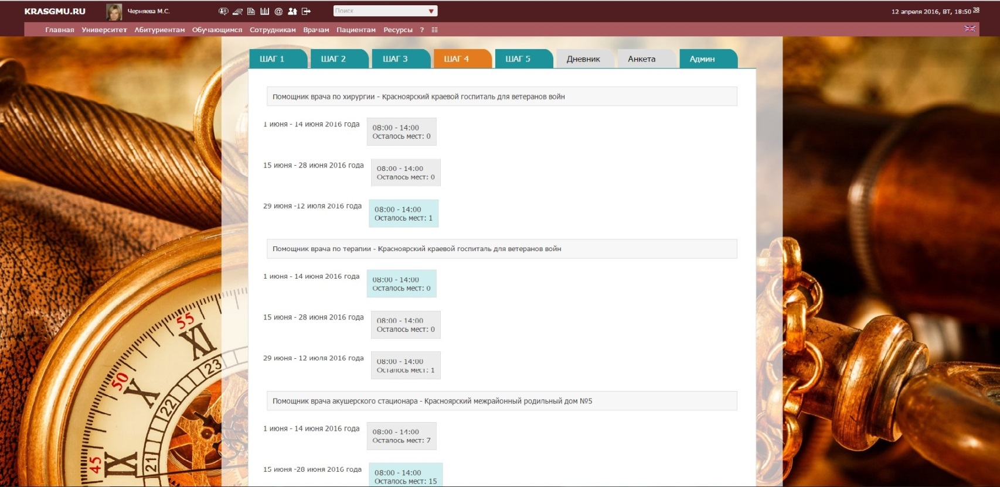 KRASGMU.RU
Черняева М.С.
Поиск
12 апреля 2016, ВТ, 18:50 38
Главная Университет Абитуриентам Обучающимся Сотрудникам Врачам Пациентам Ресурсы ?
ШАГ 1 ШАГ 2 ШАГ 3 ШАГ 4 ШАГ 5 Дневник Анкета Админ
Помощник врача по хирургии - Красноярский краевой госпиталь для ветеранов войн
1 июня - 14 июня 2016 года
08:00 - 14:00
Осталось мест: 0
15 июня - 28 июня 2016 года
08:00 - 14:00
Осталось мест: 0
29 июня -12 июля 2016 года
08:00 - 14:00
Осталось мест: 1
Помощник врача по терапии - Красноярский краевой госпиталь для ветеранов войн
1 июня - 14 июня 2016 года
08:00 - 14:00
Осталось мест: 0
15 июня - 28 июня 2016 года
08:00 - 14:00
Осталось мест: 0
29 июня - 12 июля 2016 года
08:00 - 14:00
Осталось мест: 1
Помощник врача акушерского стационара - Красноярский межрайонный родильный дом №5
1 июня - 14 июня 2016 года
08:00 - 14:00
Осталось мест: 7
15 июня -28 июня 2016 года
08:00 - 14:00
Осталось мест: 15
55
XI
23
50
X
22
45
IX
21